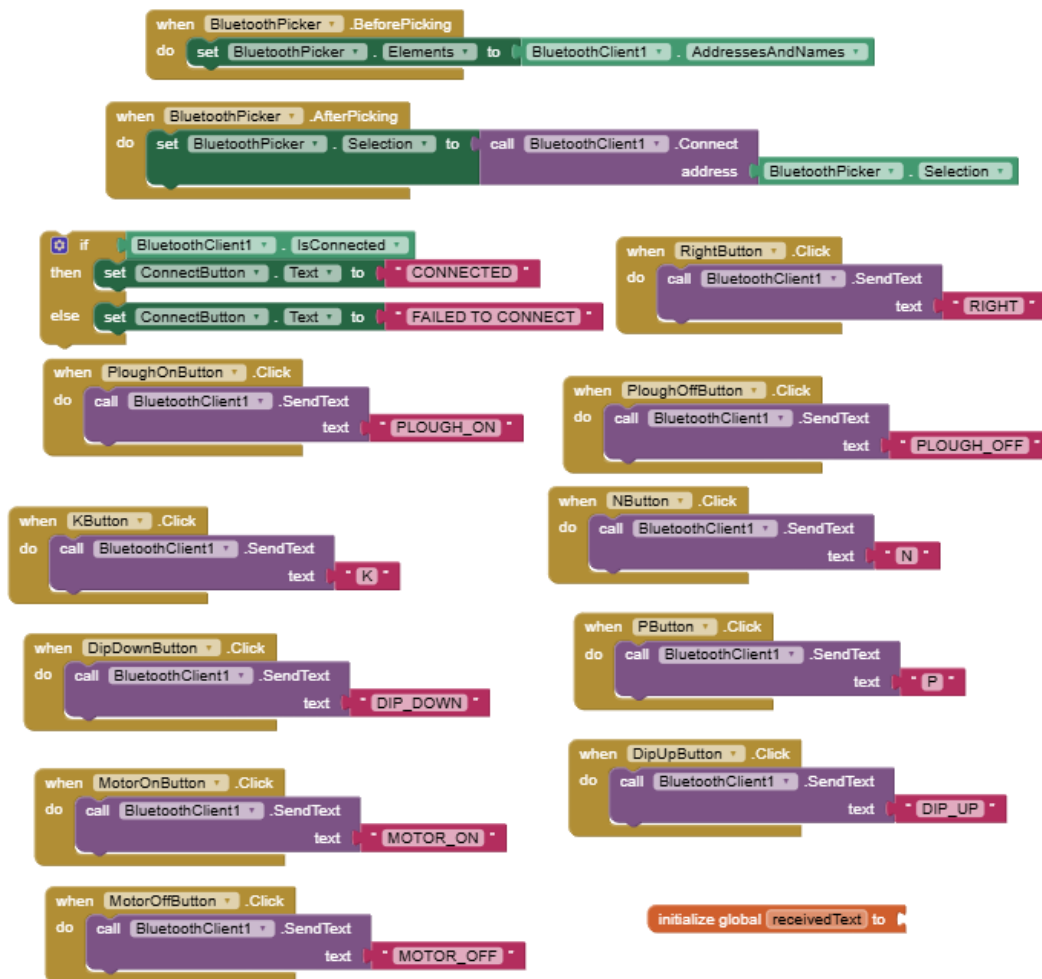 when BluetoothPicker .BeforePicking
do set BluetoothPicker . Elements to BluetoothClient1 . AddressesAndNames
when BluetoothPicker .AfterPicking
do set BluetoothPicker . Selection to call BluetoothClient1 .Connect
address BluetoothPicker . Selection
if BluetoothClient1 . IsConnected
then set ConnectButton . Text to " CONNECTED "
else set ConnectButton . Text to " FAILED TO CONNECT "
when RightButton .Click
do call BluetoothClient1 .SendText
text " RIGHT "
when PloughOnButton .Click
do call BluetoothClient1 .SendText
text " PLOUGH_ON "
when PloughOffButton .Click
do call BluetoothClient1 .SendText
text " PLOUGH_OFF "
when KButton .Click
do call BluetoothClient1 .SendText
text " K "
when NButton .Click
do call BluetoothClient1 .SendText
text " N "
when DipDownButton .Click
do call BluetoothClient1 .SendText
text " DIP_DOWN "
when PButton .Click
do call BluetoothClient1 .SendText
text " P "
when MotorOnButton .Click
do call BluetoothClient1 .SendText
text " MOTOR_ON "
when DipUpButton .Click
do call BluetoothClient1 .SendText
text " DIP_UP "
when MotorOffButton .Click
do call BluetoothClient1 .SendText
text " MOTOR_OFF "
initialize global receivedText to